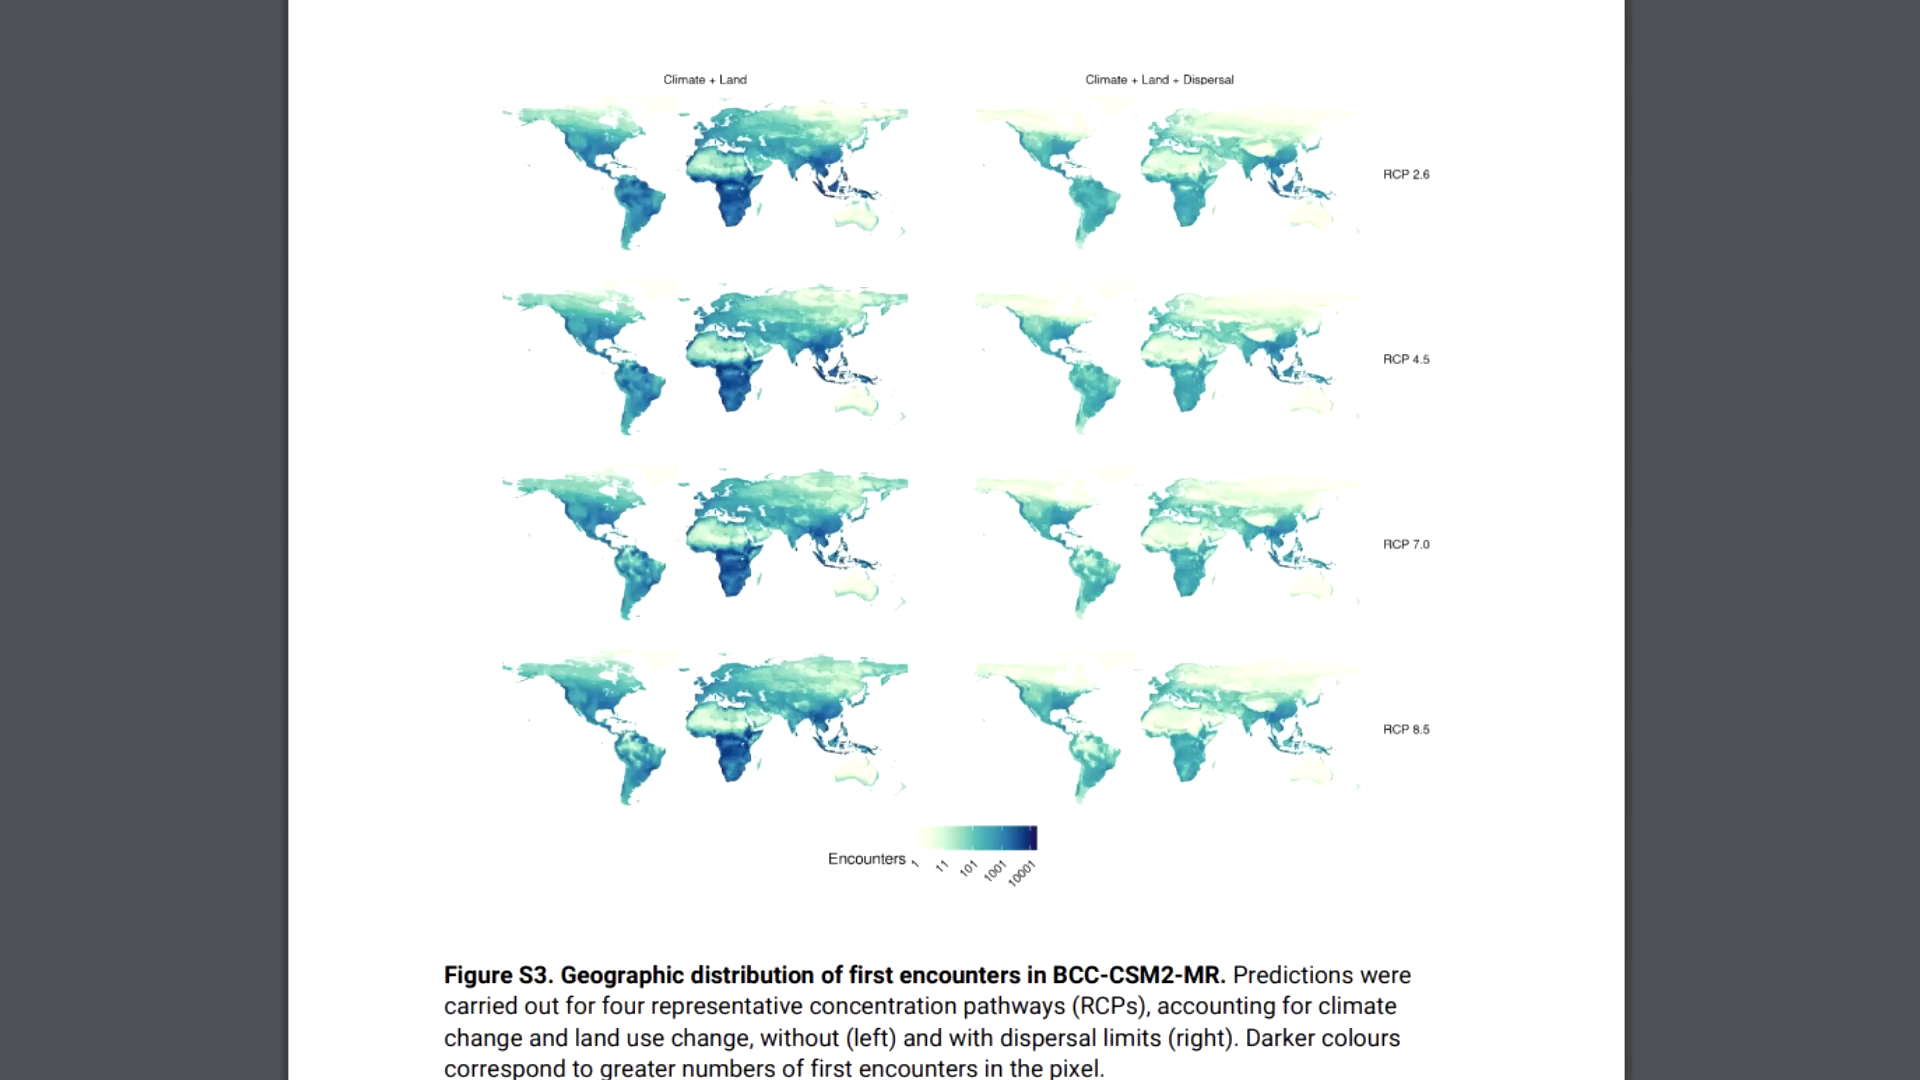 Climate + Land
Climate + Land + Dispersal
RCP 2.6
RCP 4.5
RCP 7.0
RCP 8.5
Encounters
1
11
101
1001
10001
Figure S3. Geographic distribution of first encounters in BCC-CSM2-MR. Predictions were
carried out for four representative concentration pathways (RCPs), accounting for climate
change and land use change, without (left) and with dispersal limits (right). Darker colours
correspond to greater numbers of first encounters in the pixel.